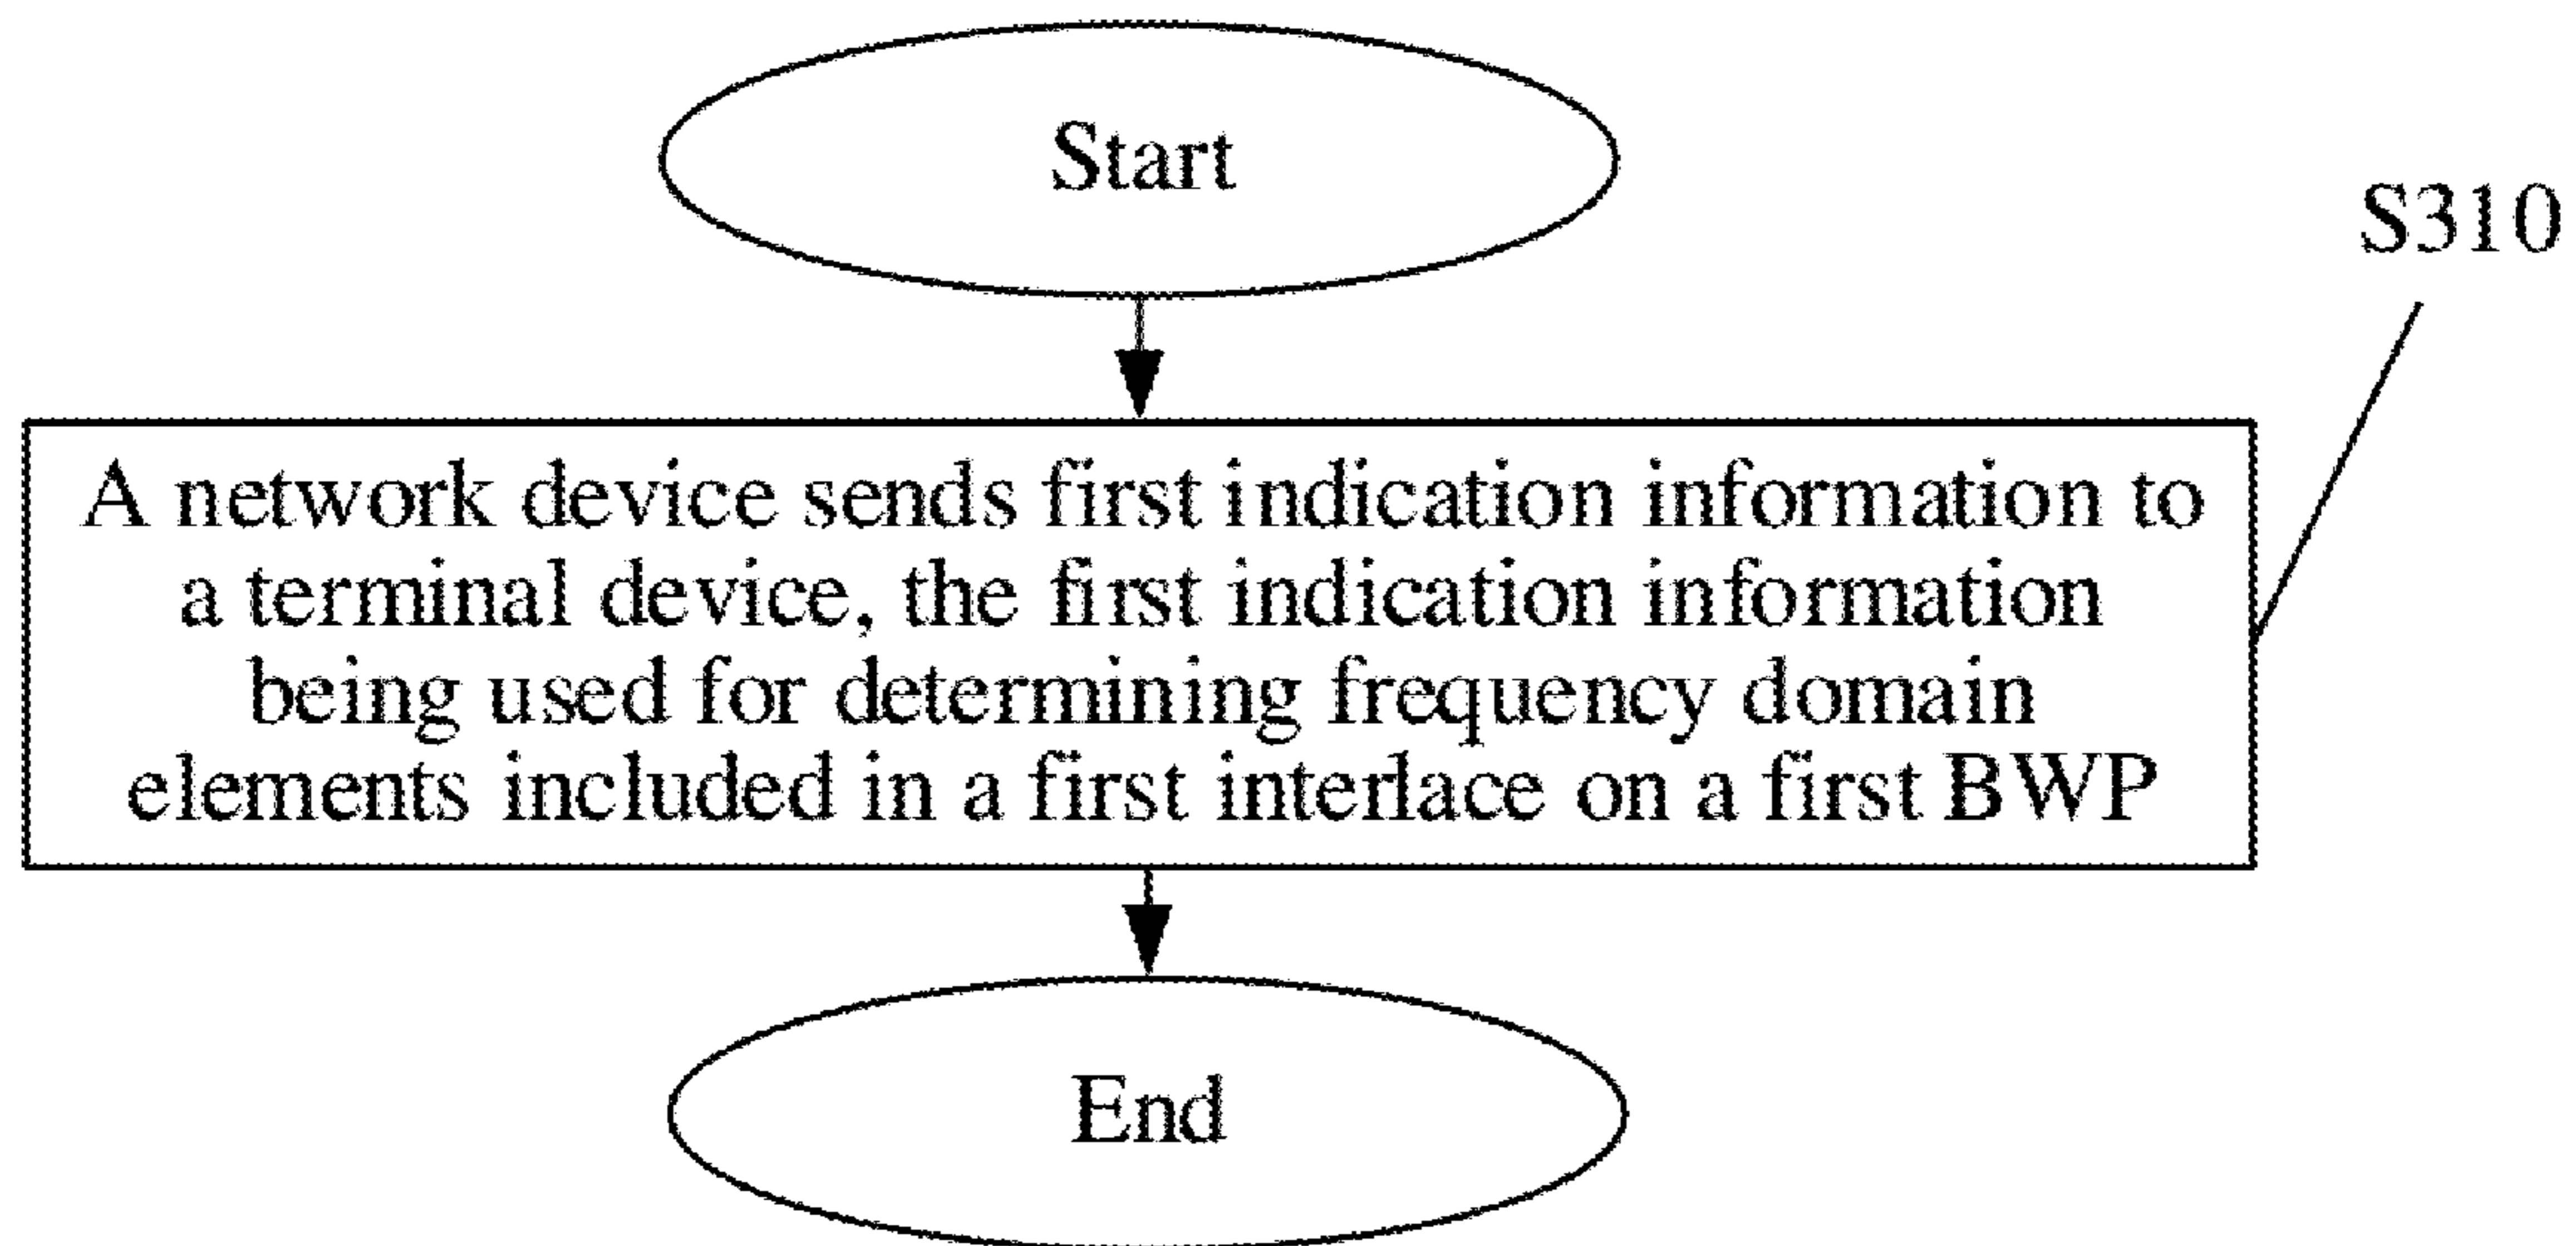 Start
S310
A network device sends first indication information to
a terminal device, the first indication information
being used for determining frequency domain
elements included in a first interlace on a first BWP
End